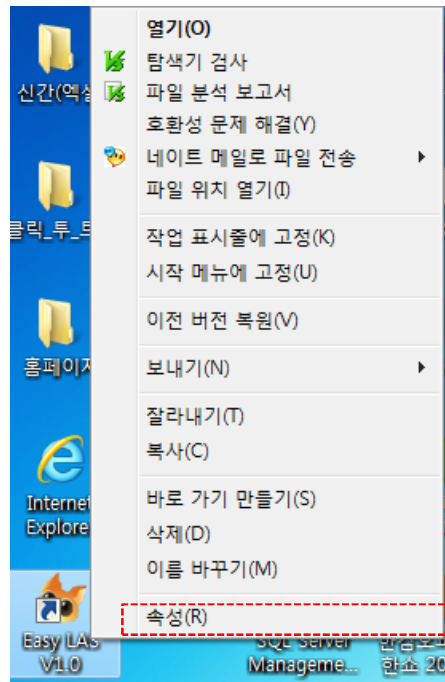 열기(O)
탐색기 검사
파일 분석 보고서
호환성 문제 해결(Y)
네이트 메일로 파일 전송
파일 위치 열기(I)
작업 표시줄에 고정(K)
시작 메뉴에 고정(U)
이전 버전 복원(V)
보내기(N)
잘라내기(T)
복사(C)
바로 가기 만들기(S)
삭제(D)
이름 바꾸기(M)
속성(R)
신간(엑셀
클릭_투_
홈페이지
Internet
Explorer
Easy LAS
V1.0
SQL Server
Manageme...
한쇼 20